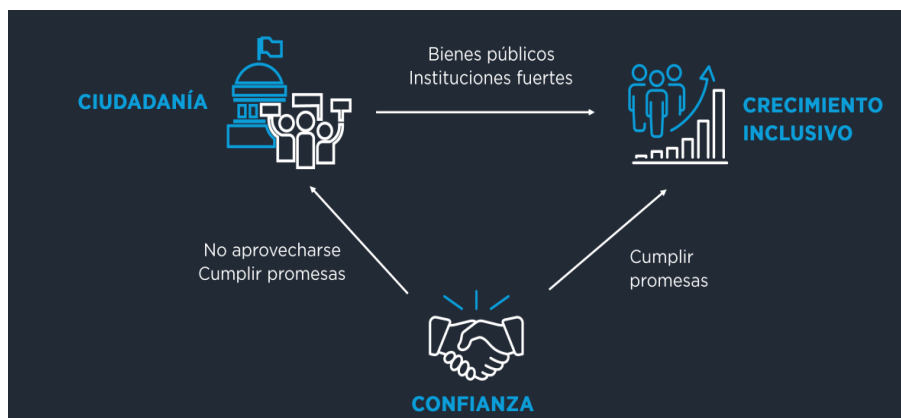 Bienes públicos
Instituciones fuertes
CIUDADANÍA
CRECIMIENTO
INCLUSIVO
No aprovecharse
Cumplir promesas
Cumplir
promesas
CONFIANZA